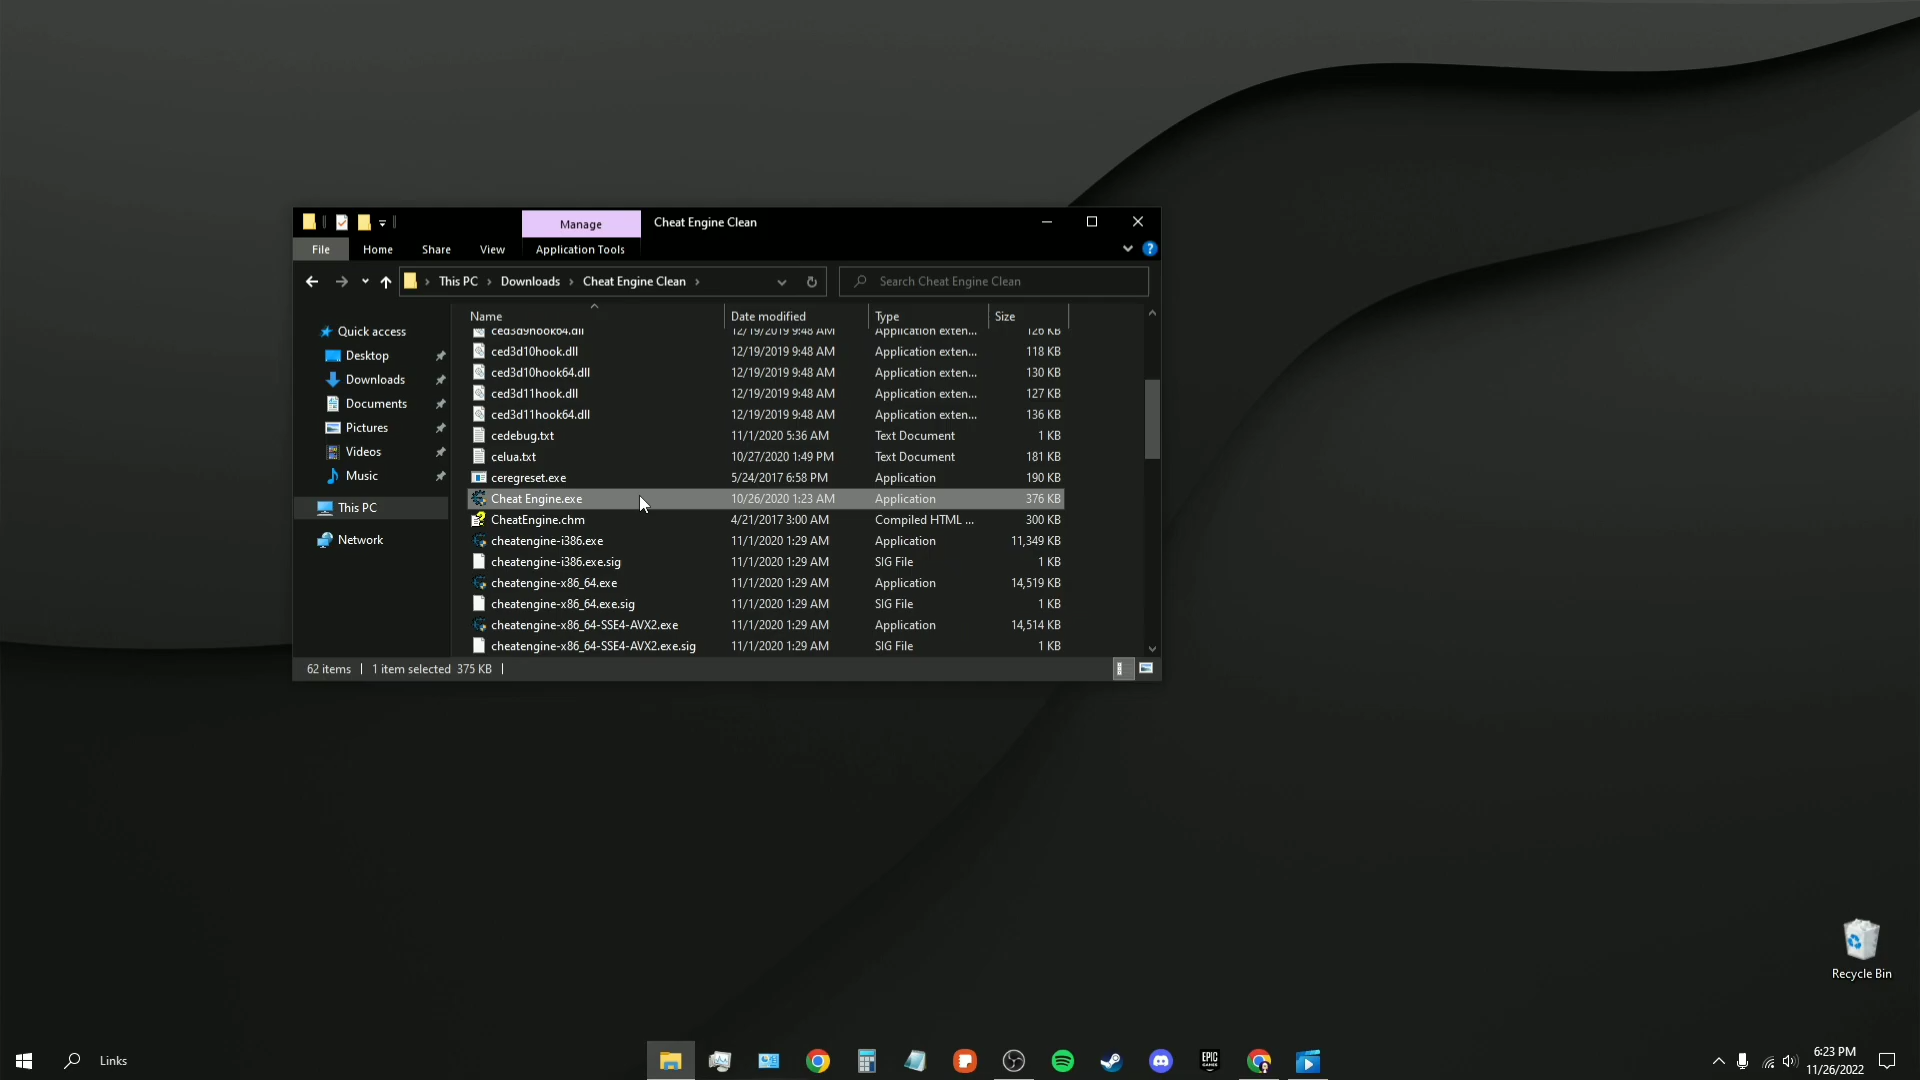 Manage
Cheat Engine Clean
File
Home
Share
View
Application Tools
This PC
Downloads
Cheat Engine Clean
Search Cheat Engine Clean
Name
Date modified
Type
Size
Quick access
Desktop
Downloads
Documents
Pictures
Videos
Music
This PC
Network
ced3d9hook64.dll 12/19/2019 9:48 AM Application exten... 126 KB
ced3d10hook.dll 12/19/2019 9:48 AM Application exten... 118 KB
ced3d10hook64.dll 12/19/2019 9:48 AM Application exten... 130 KB
ced3d11hook.dll 12/19/2019 9:48 AM Application exten... 127 KB
ced3d11hook64.dll 12/19/2019 9:48 AM Application exten... 136 KB
cedebug.txt 11/1/2020 5:36 AM Text Document 1 KB
celua.txt 10/27/2020 1:49 PM Text Document 181 KB
ceregreset.exe 5/24/2017 6:58 PM Application 190 KB
Cheat Engine.exe 10/26/2020 1:23 AM Application 376 KB
CheatEngine.chm 4/21/2017 3:00 AM Compiled HTML ... 300 KB
cheatengine-i386.exe 11/1/2020 1:29 AM Application 11,349 KB
cheatengine-i386.exe.sig 11/1/2020 1:29 AM SIG File 1 KB
cheatengine-x86_64.exe 11/1/2020 1:29 AM Application 14,519 KB
cheatengine-x86_64.exe.sig 11/1/2020 1:29 AM SIG File 1 KB
cheatengine-x86_64-SSE4-AVX2.exe 11/1/2020 1:29 AM Application 14,514 KB
cheatengine-x86_64-SSE4-AVX2.exe.sig 11/1/2020 1:29 AM SIG File 1 KB
62 items
1 item selected 375 KB
Recycle Bin
Links
EPIC
GAMES
6:23 PM
11/26/2022